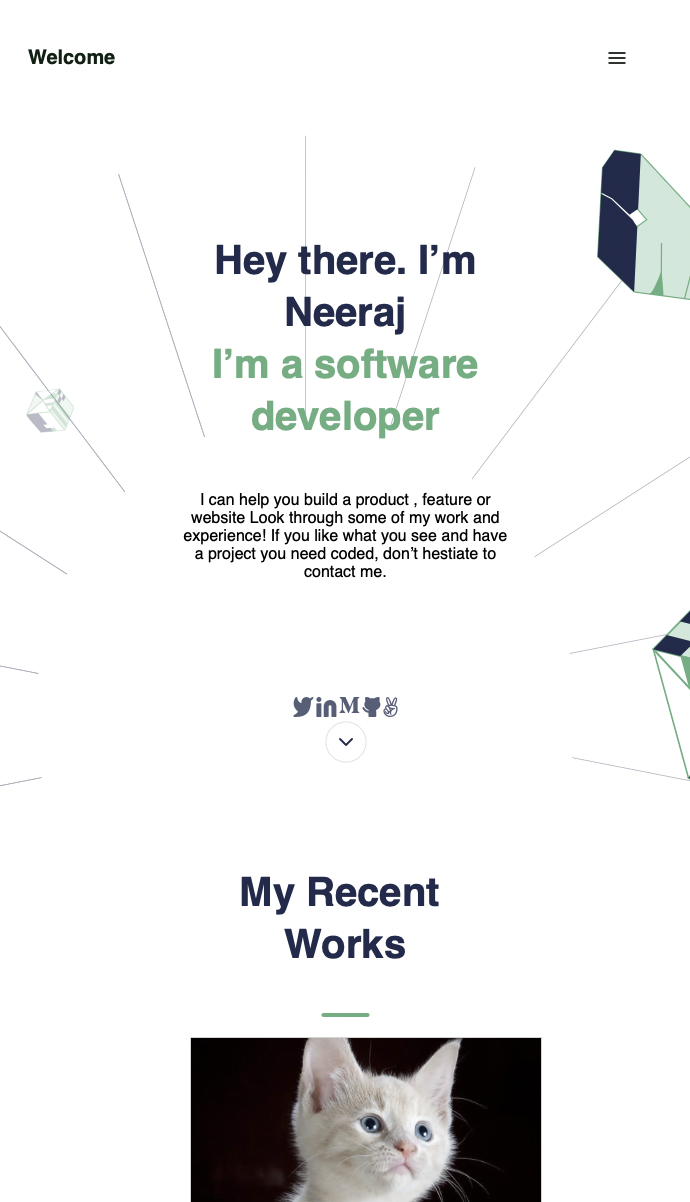 Welcome
Hey there. I’m
Neeraj
I’m a software
developer
I can help you build a product , feature or
website Look through some of my work and
experience! If you like what you see and have
a project you need coded, don’t hestiate to
contact me.
My Recent
Works